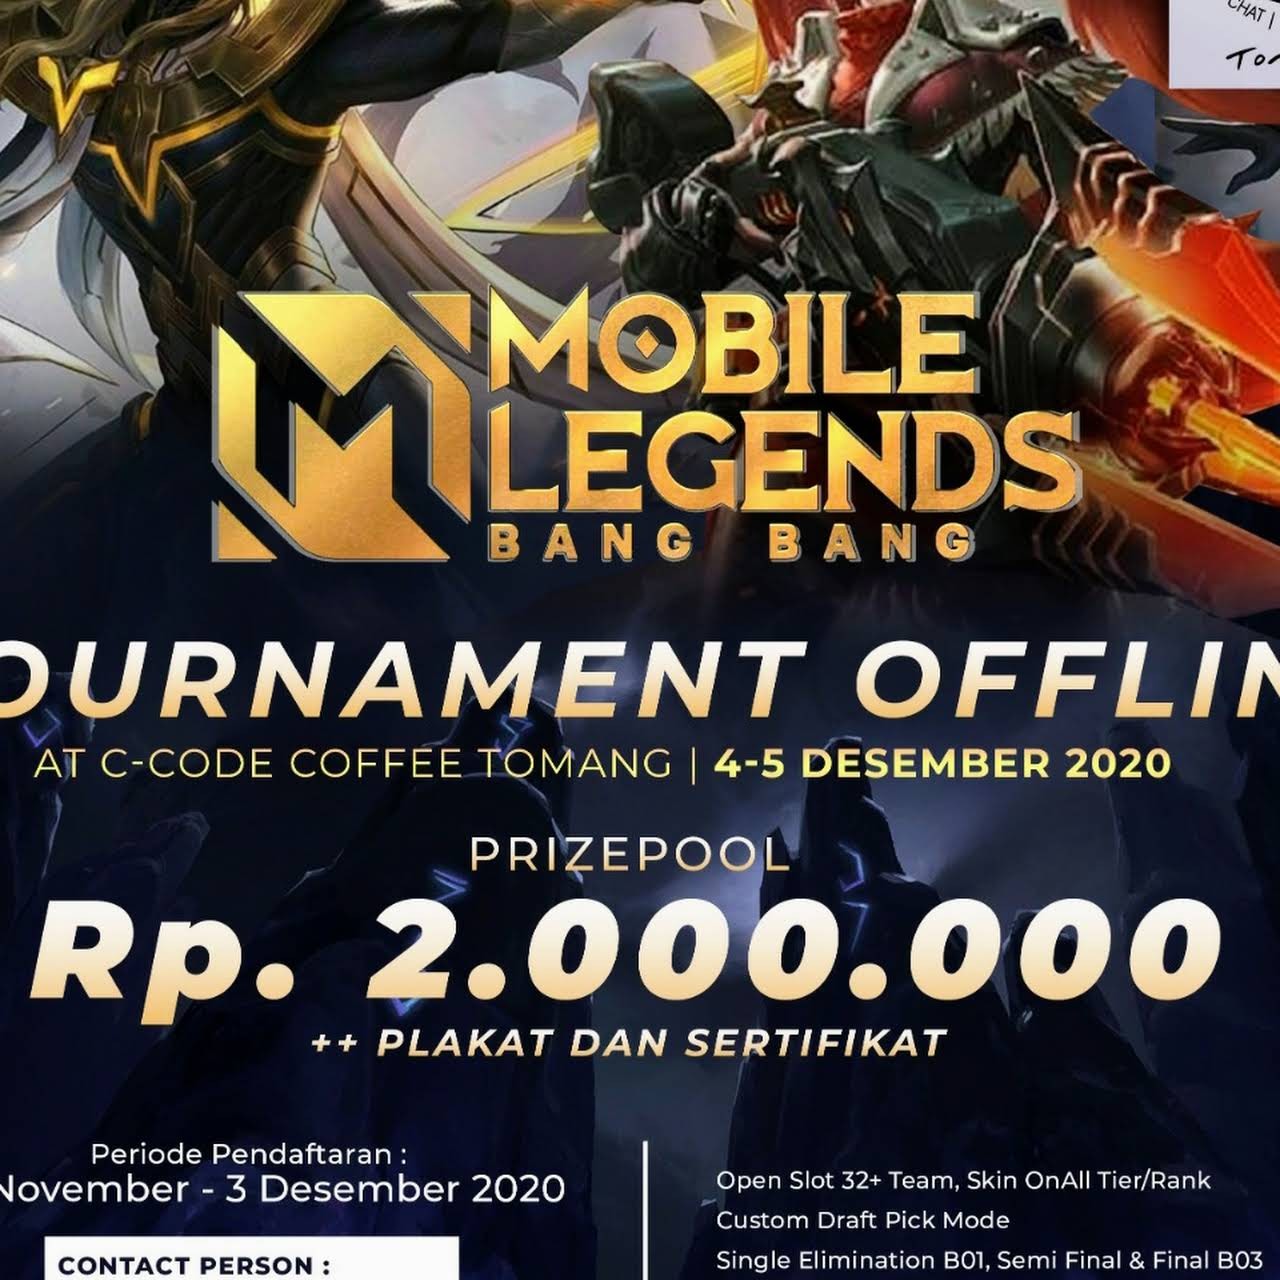 CHAT |
MOBILE
LEGENDS
BANG BANG
OURNAMENT OFFLIN
AT C-CODE COFFEE TOMANG | 4-5 DESEMBER 2020
PRIZEPOOL
Rp. 2.000.000
++ PLAKAT DAN SERTIFIKAT
Periode Pendaftaran :
November - 3 Desember 2020
CONTACT PERSON :
Open Slot 32+ Team, Skin OnAll Tier/Rank
Custom Draft Pick Mode
Single Elimination B01, Semi Final & Final B03